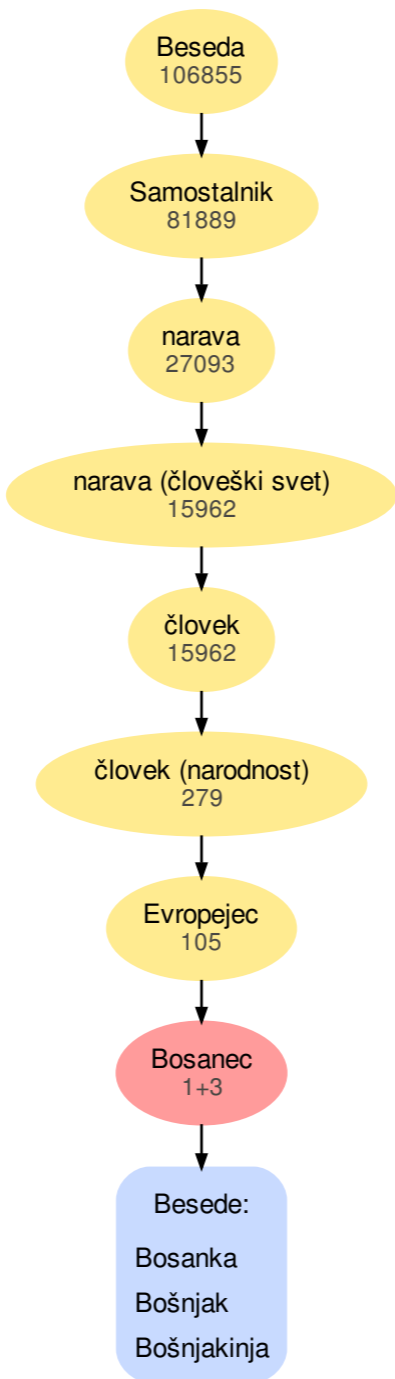 Beseda
106855
Samostalnik
81889
narava
27093
narava (človeški svet)
15962
človek
15962
človek (narodnost)
279
Evropejec
105
Bosanec
1+3
Besede:
Bosanka
Bošnjak
Bošnjakinja